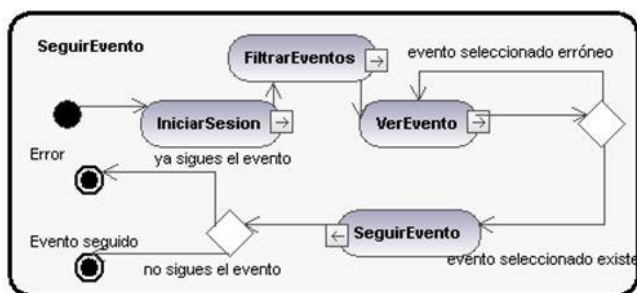 SeguirEvento
FiltrarEventos
evento seleccionado erróneo
IniciarSesion
VerEvento
ya sigues el evento
Error
SeguirEvento
Evento seguido
no sigues el evento
evento seleccionado existe